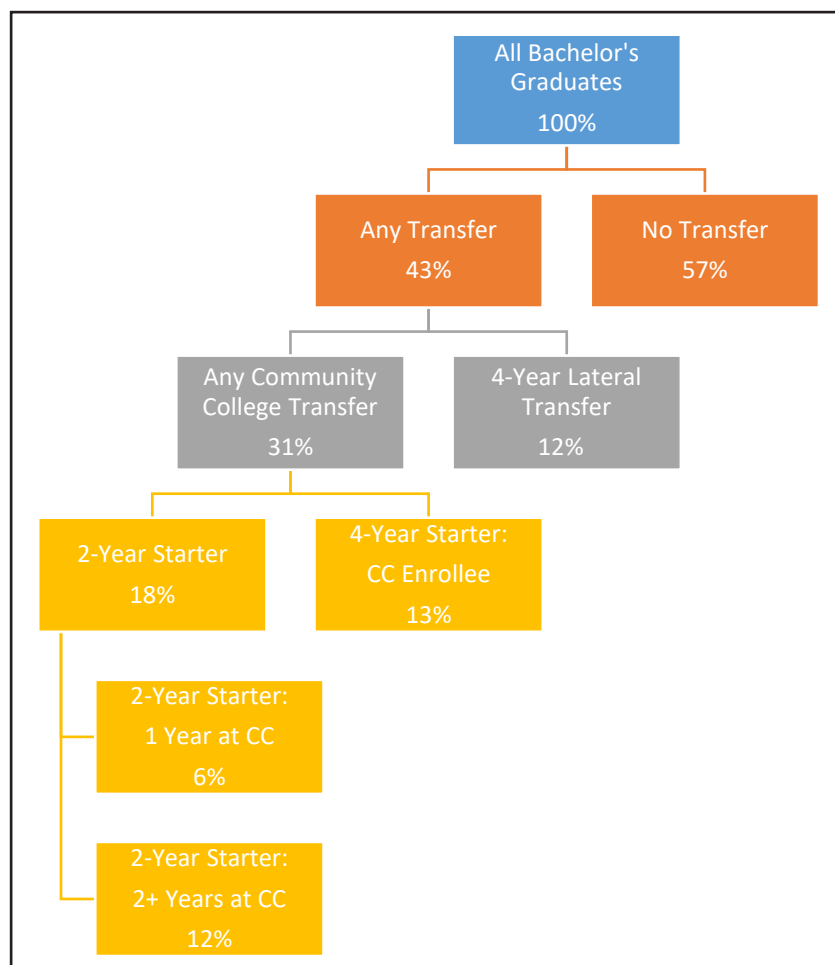 All Bachelor's
Graduates
100%
Any Transfer
43%
No Transfer
57%
Any Community
College Transfer
31%
4-Year Lateral
Transfer
12%
2-Year Starter
18%
4-Year Starter:
CC Enrollee
13%
2-Year Starter:
1 Year at CC
6%
2-Year Starter:
2+ Years at CC
12%